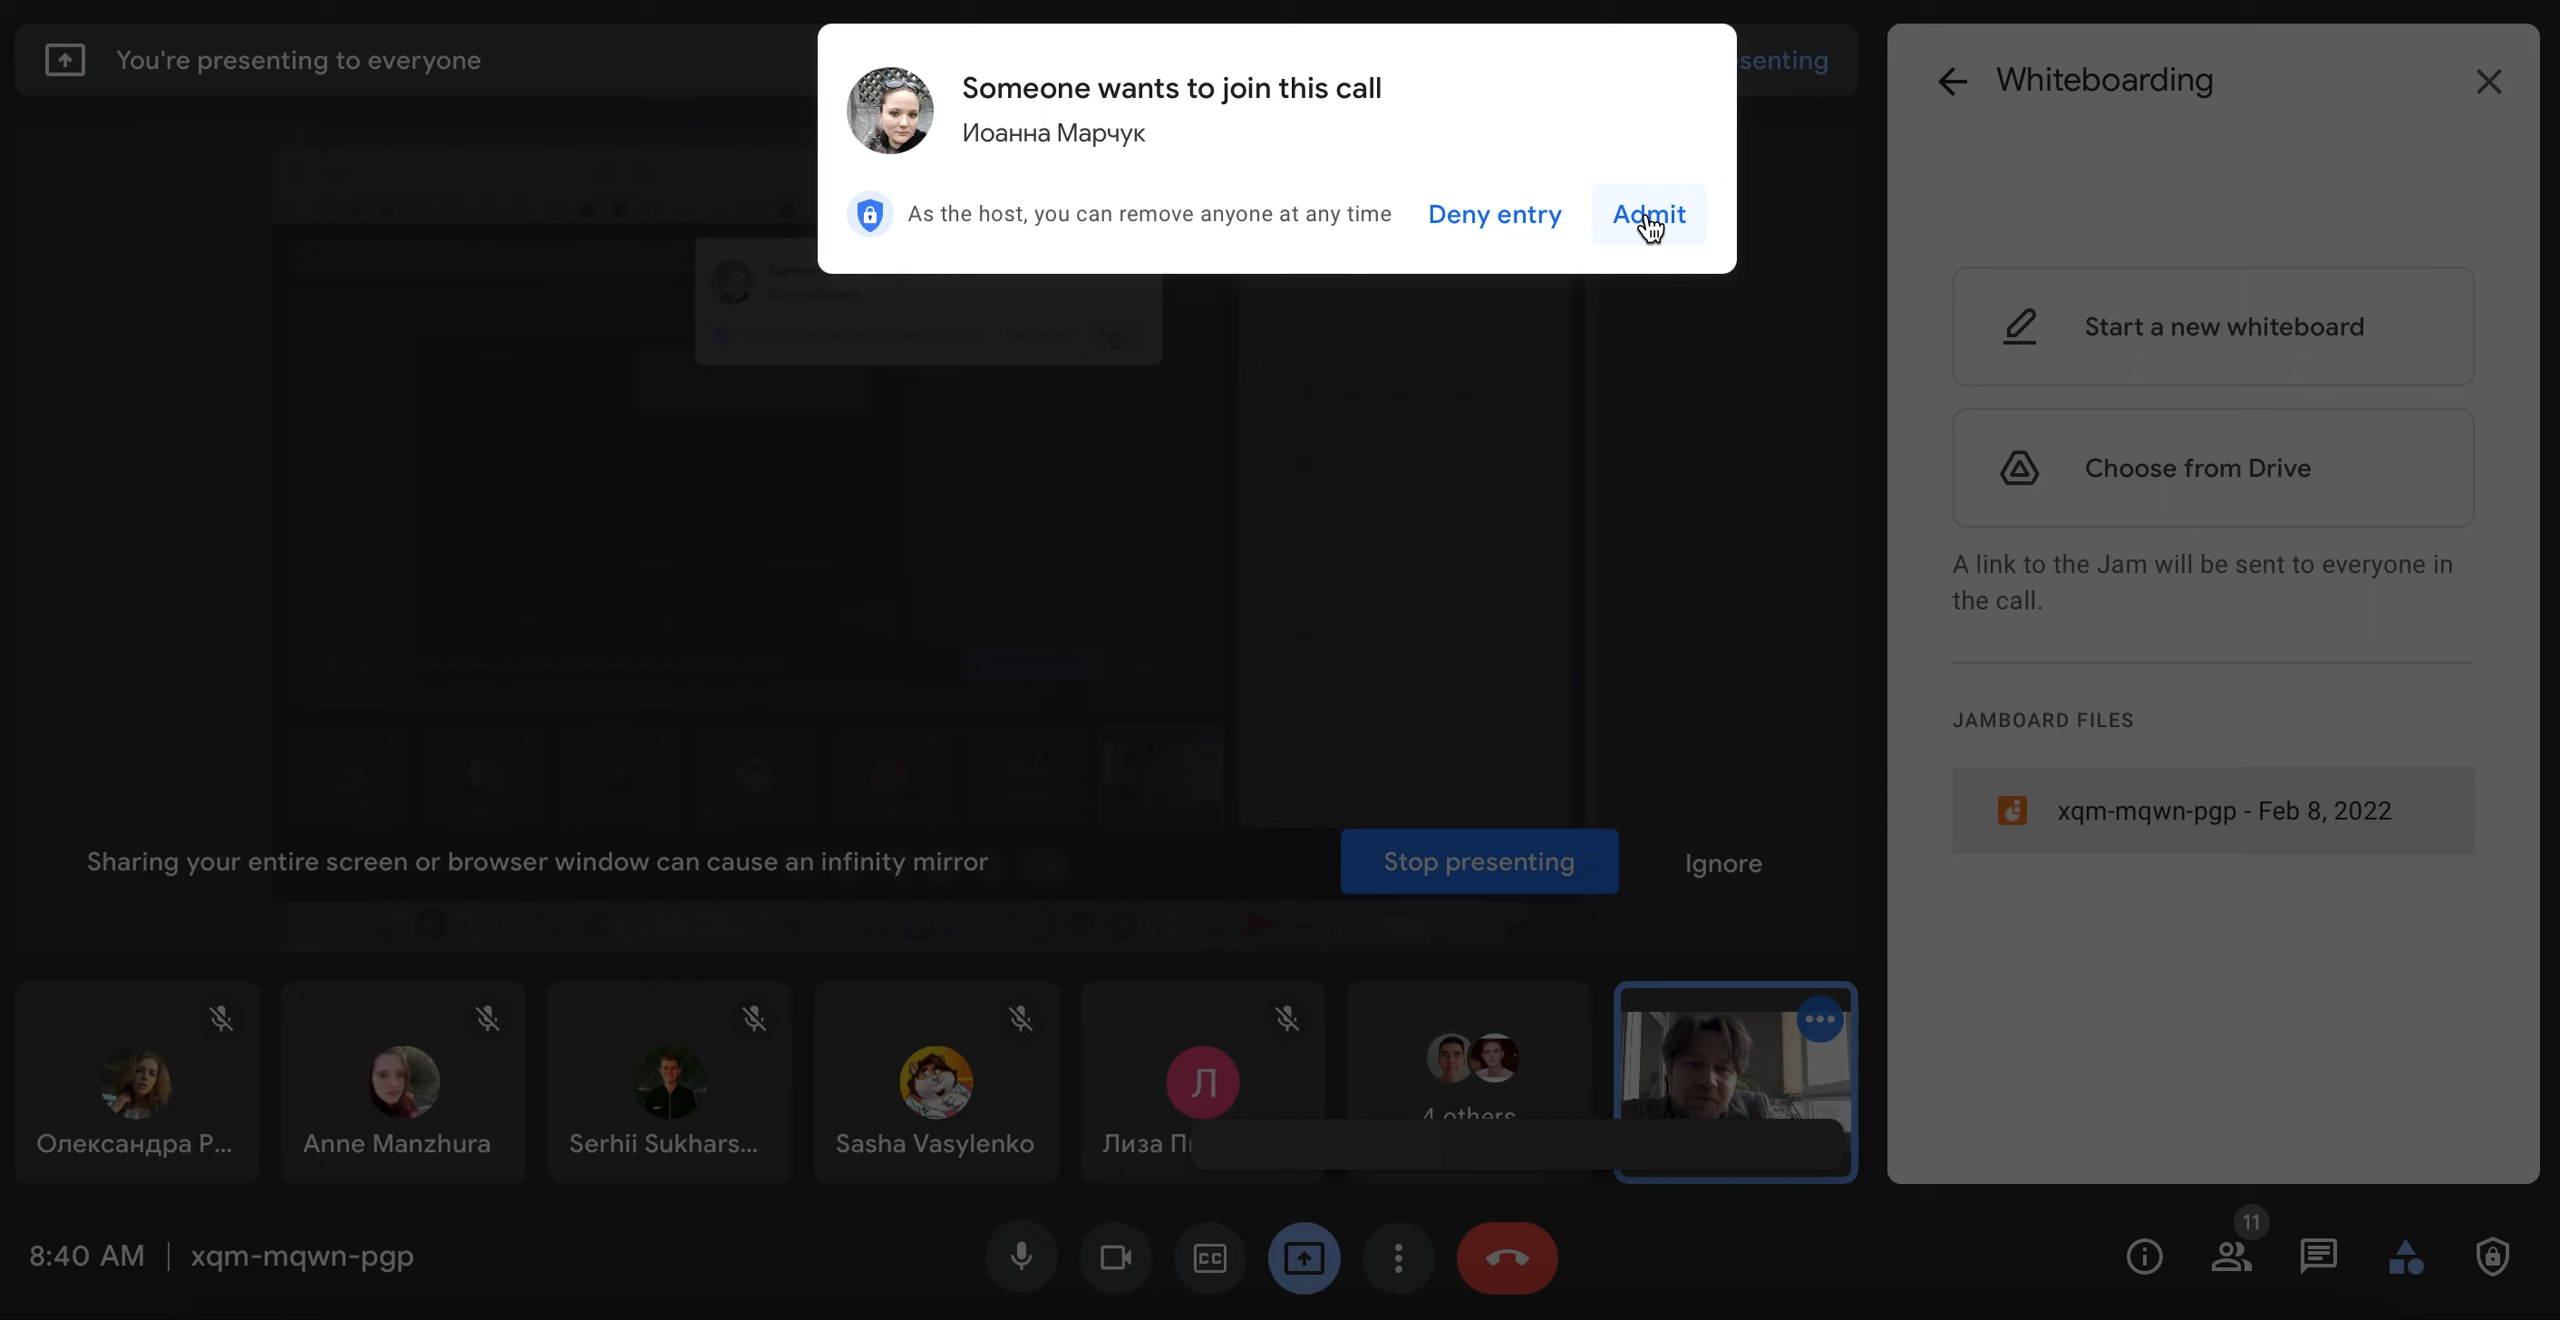 You're presenting to everyone
senting
Someone wants to join this call
Иоанна Марчук
As the host, you can remove anyone at any time
Deny entry
Admit
Whiteboarding
Start a new whiteboard
Choose from Drive
A link to the Jam will be sent to everyone in
the call.
JAMBOARD FILES
xqm-mqwn-pgp - Feb 8, 2022
Sharing your entire screen or browser window can cause an infinity mirror
Stop presenting
Ignore
Олександра Р...
Anne Manzhura
Serhii Sukhars...
Sasha Vasylenko
Л
Лиза
4 others
8:40 AM | xqm-mqwn-pgp
CC
11